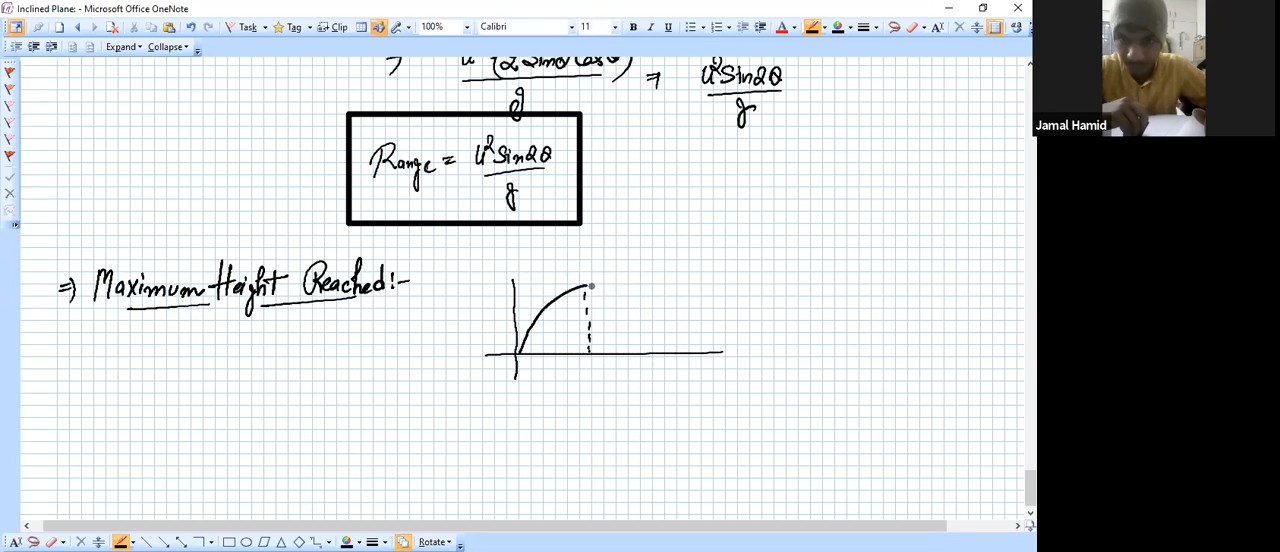 Inclined Plane: - Microsoft Office OneNote
Task Tag Clip 100% Calibri 11 B I U
Expand Collapse
⇒ u²Sin2θ
g g
Range = u²Sin2θ
g
⇒ Maximum Height Reached:-
Jamal Hamid
Rotate